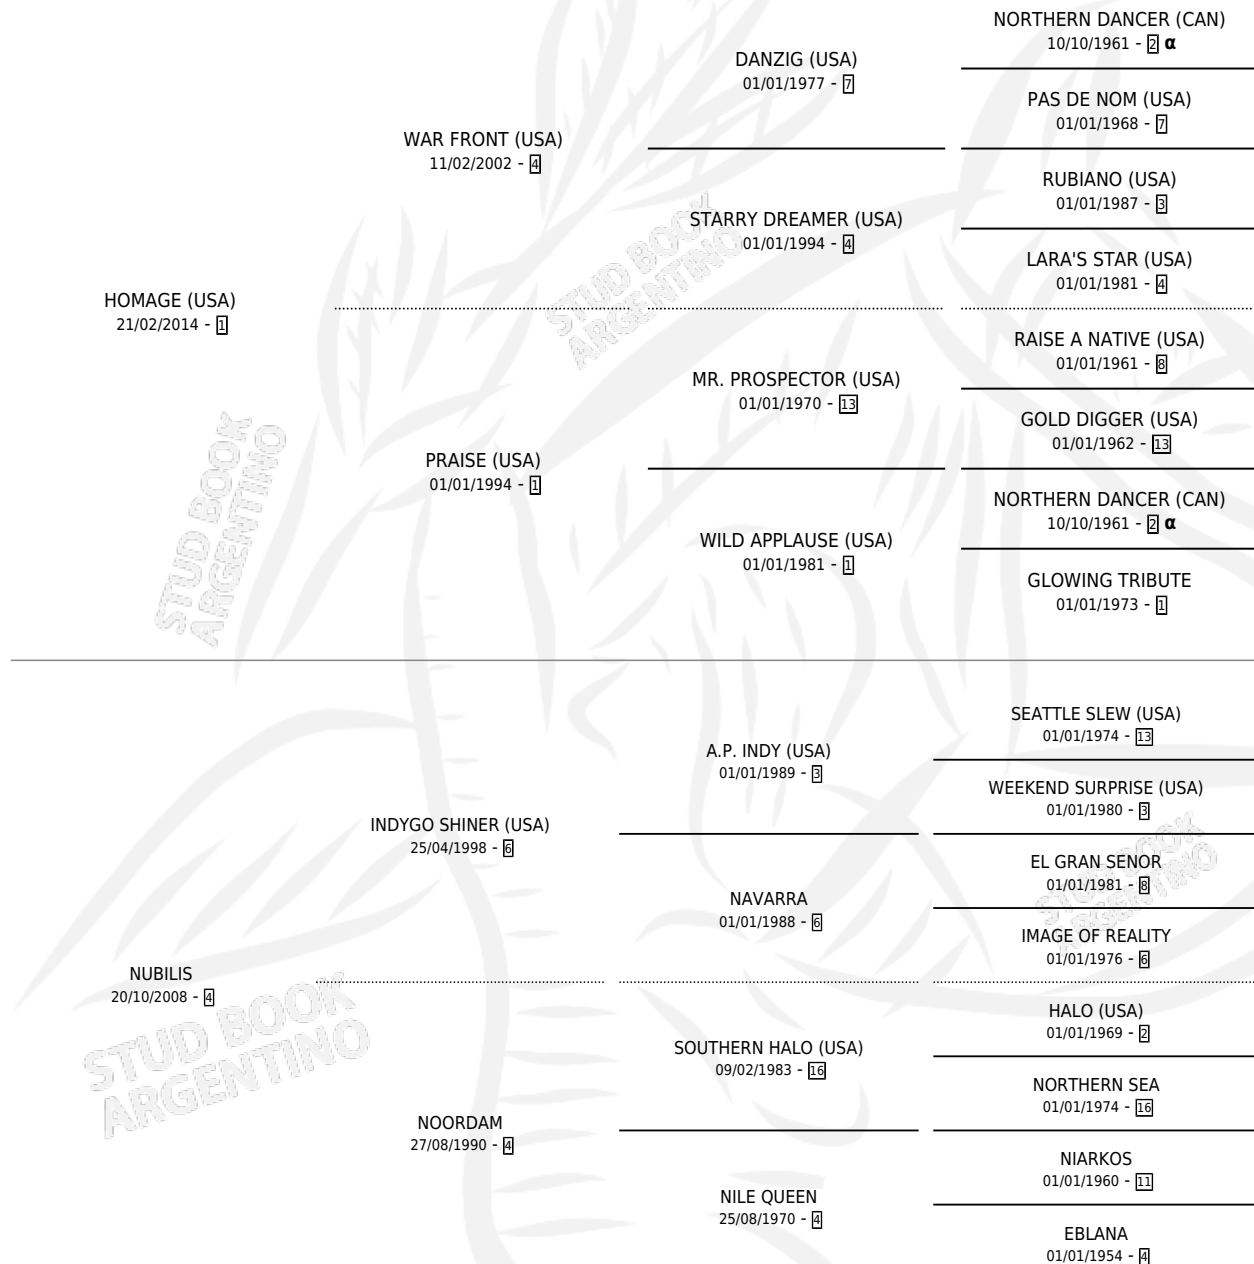 NORTHERN DANCER (CAN)
10/10/1961 - 2 α
DANZIG (USA)
01/01/1977 - 7
PAS DE NOM (USA)
01/01/1968 - 7
WAR FRONT (USA)
11/02/2002 - 4
RUBIANO (USA)
01/01/1987 - 3
STARRY DREAMER (USA)
01/01/1994 - 4
LARA'S STAR (USA)
01/01/1981 - 4
HOMAGE (USA)
21/02/2014 - 1
RAISE A NATIVE (USA)
01/01/1961 - 8
MR. PROSPECTOR (USA)
01/01/1970 - 13
GOLD DIGGER (USA)
01/01/1962 - 13
PRAISE (USA)
01/01/1994 - 1
NORTHERN DANCER (CAN)
10/10/1961 - 2 α
WILD APPLAUSE (USA)
01/01/1981 - 1
GLOWING TRIBUTE
01/01/1973 - 1
SEATTLE SLEW (USA)
01/01/1974 - 13
A.P. INDY (USA)
01/01/1989 - 3
WEEKEND SURPRISE (USA)
01/01/1980 - 3
INDYGO SHINER (USA)
25/04/1998 - 6
EL GRAN SENOR
01/01/1981 - 8
NAVARRA
01/01/1988 - 6
IMAGE OF REALITY
01/01/1976 - 6
NUBILIS
20/10/2008 - 4
HALO (USA)
01/01/1969 - 2
SOUTHERN HALO (USA)
09/02/1983 - 16
NORTHERN SEA
01/01/1974 - 16
NOORDAM
27/08/1990 - 4
NIARKOS
01/01/1960 - 11
NILE QUEEN
25/08/1970 - 4
EBLANA
01/01/1954 - 4
STUD BOOK
ARGENTINO
STUD BOOK
ARGENTINO
STUD BOOK
ARGENTINO
STUD BOOK
ARGENTINO